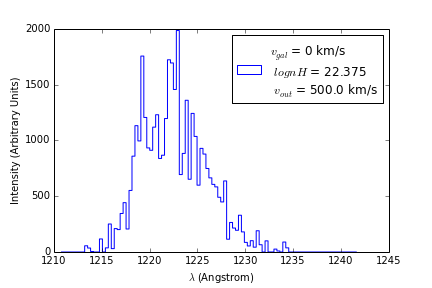 2000
1500
1000
500
0
Intensity (Arbitrary Units)
v_gal = 0 km/s
lognH = 22.375
v_out = 500.0 km/s
1210 1215 1220 1225 1230 1235 1240 1245
λ (Angstrom)